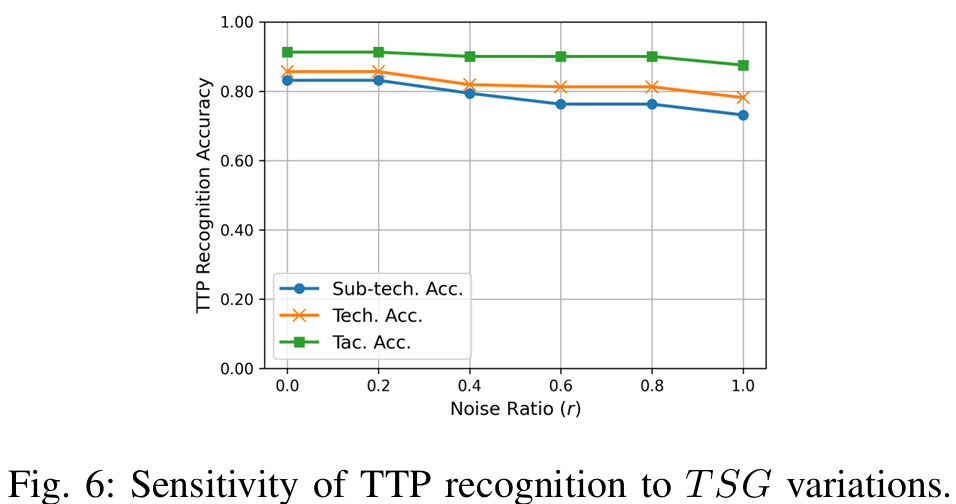 1.00
0.80
0.60
0.40
0.20
0.00
TTP Recognition Accuracy
Sub-tech. Acc.
Tech. Acc.
Tac. Acc.
0.0 0.2 0.4 0.6 0.8 1.0
Noise Ratio (r)
Fig. 6: Sensitivity of TTP recognition to TSG variations.